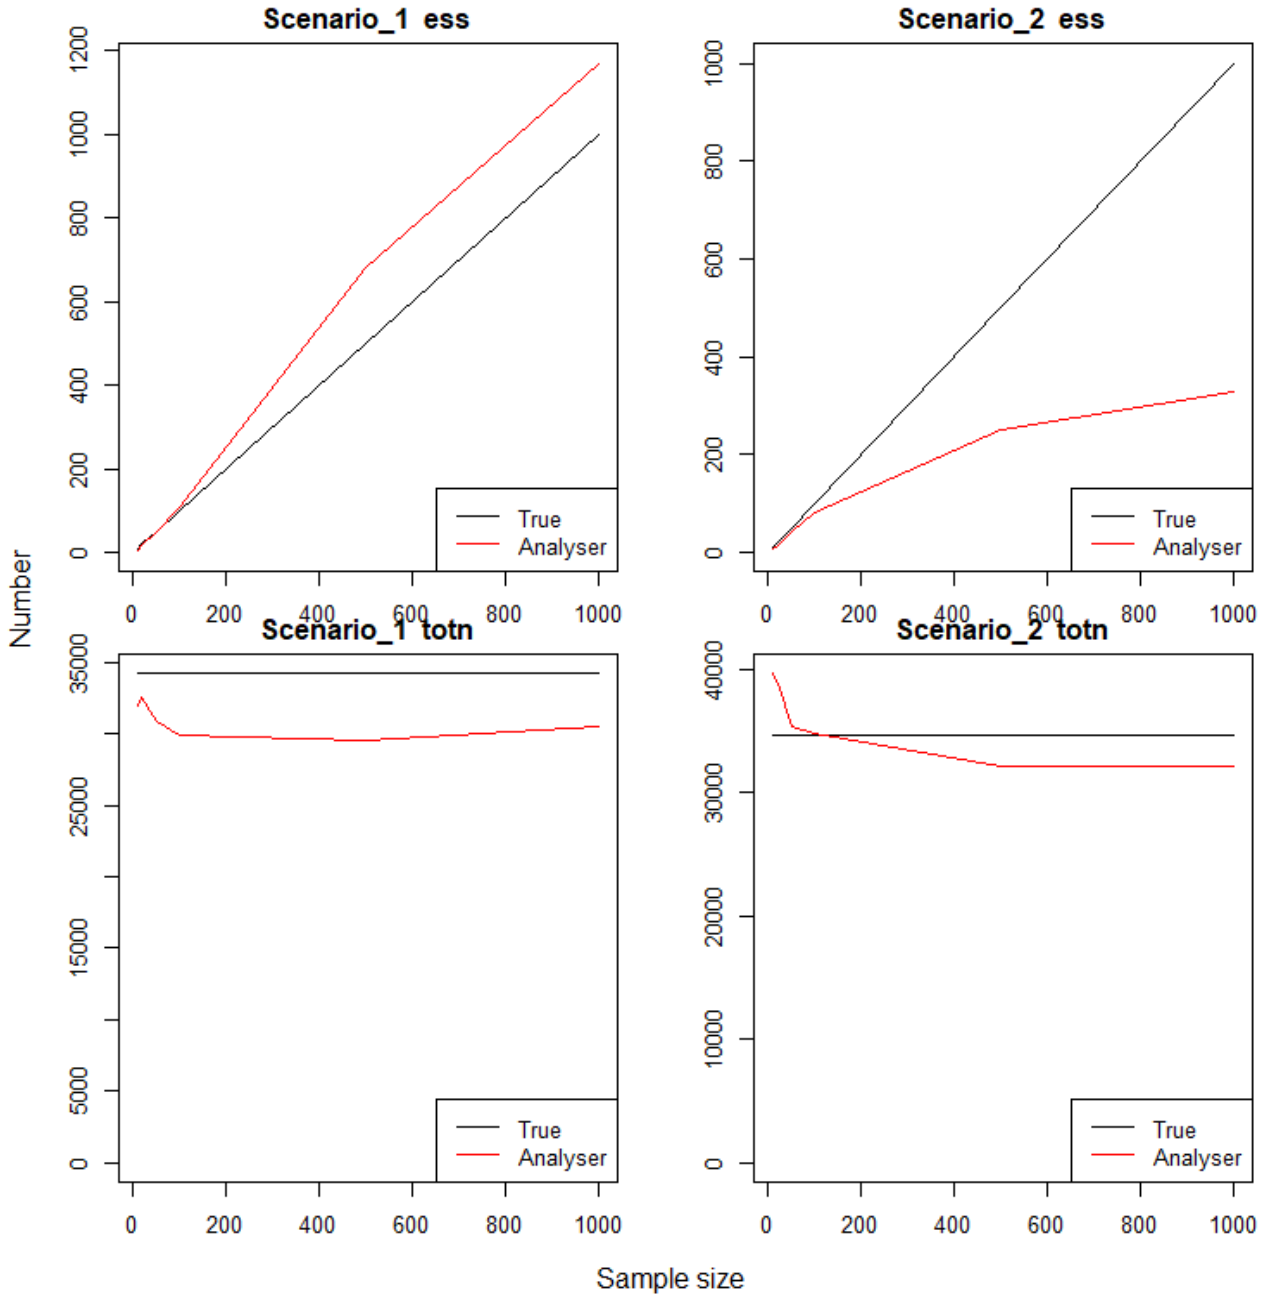 Scenario_1 ess
1200
1000
800
600
400
200
0
0 200 400 600 800 1000
True
Analyser
Scenario_2 ess
1000
800
600
400
200
0
0 200 400 600 800 1000
True
Analyser
Number
Scenario_1 totn
35000
25000
15000
5000
0
0 200 400 600 800 1000
True
Analyser
Scenario_2 totn
40000
30000
20000
10000
0
0 200 400 600 800 1000
True
Analyser
Sample size